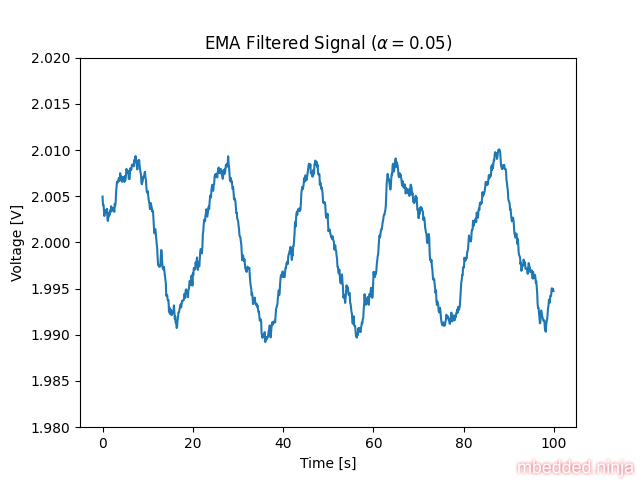 EMA Filtered Signal (α = 0.05)
2.020
2.015
2.010
2.005
2.000
1.995
1.990
1.985
1.980
Voltage [V]
0 20 40 60 80 100
Time [s]
mbedded.ninja